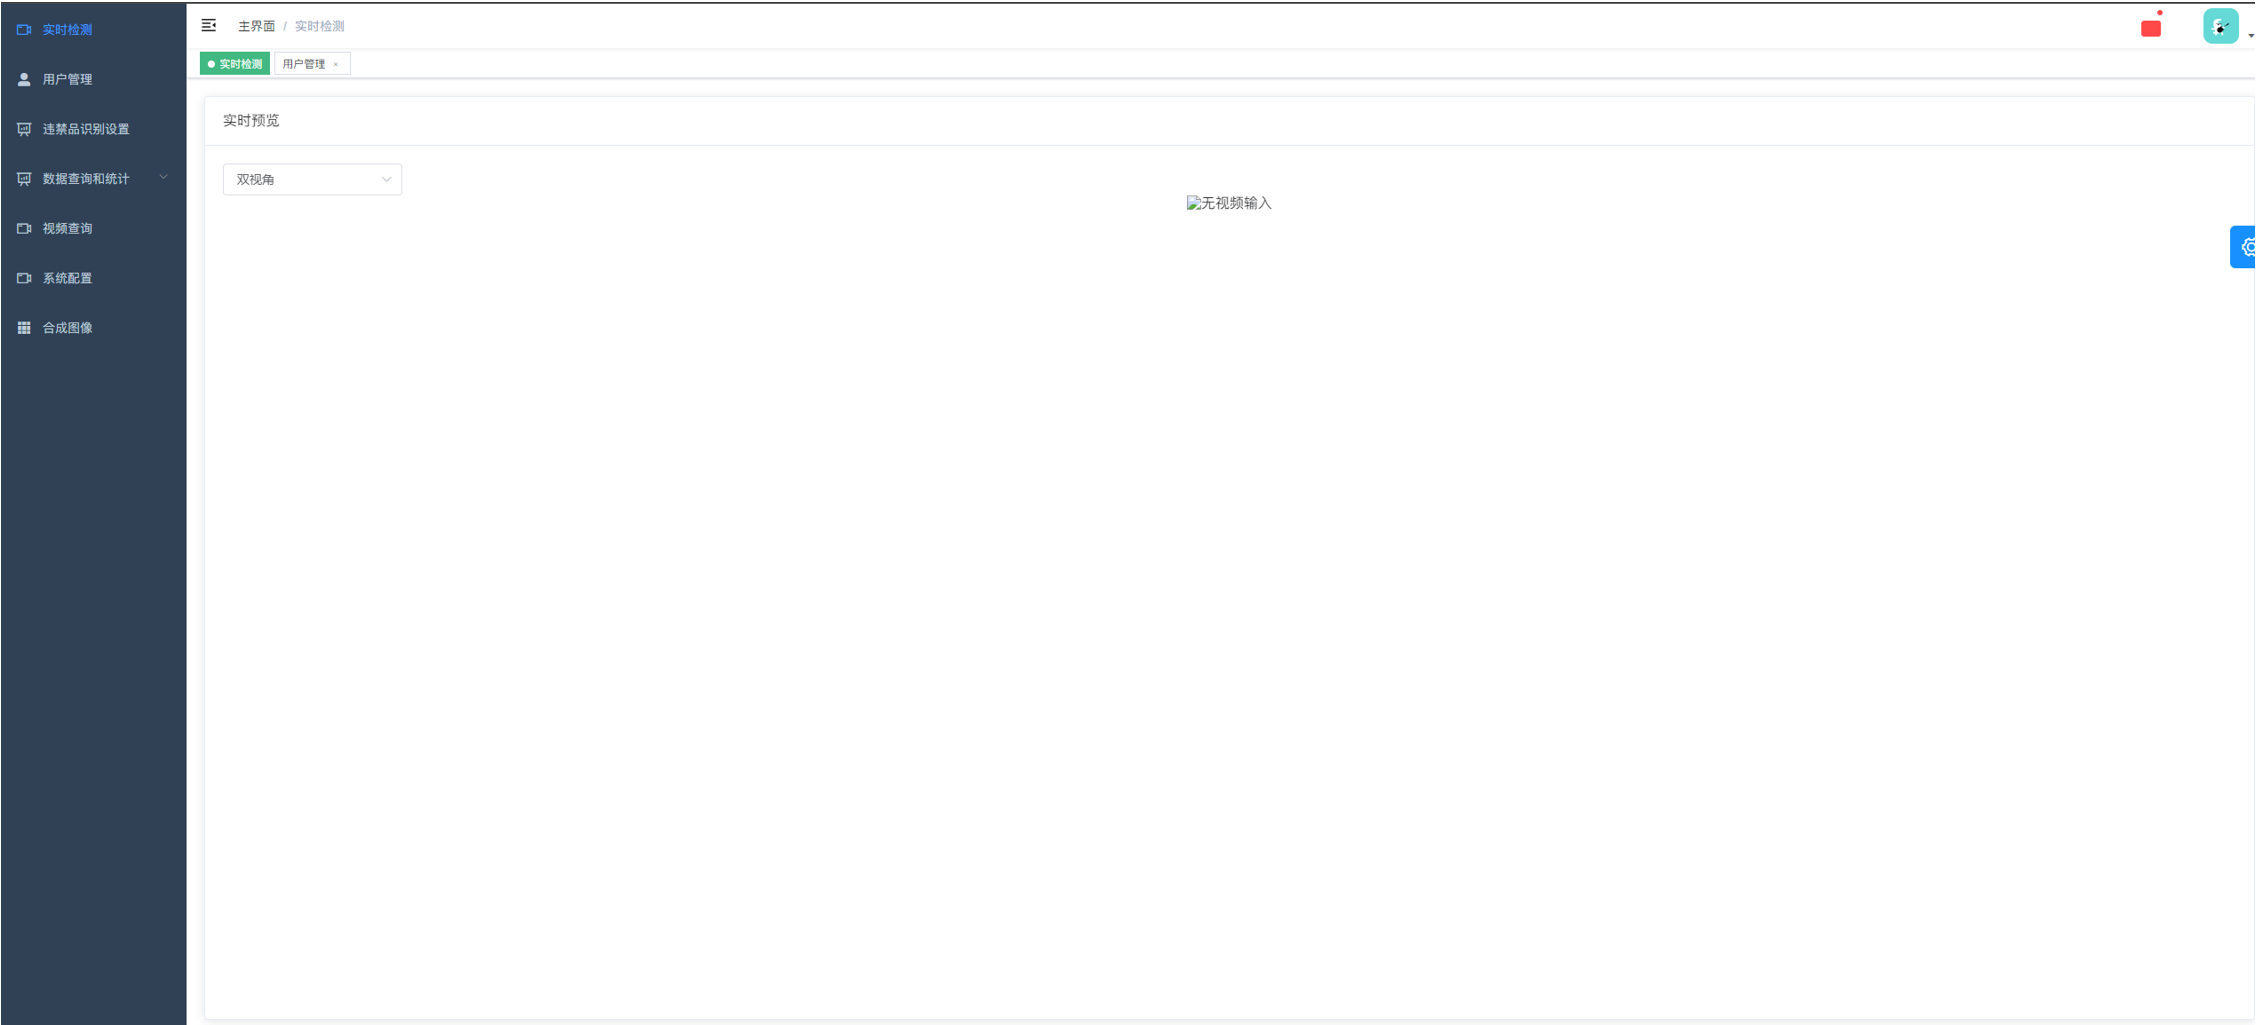 实时检测
用户管理
违禁品识别设置
数据查询和统计
视频查询
系统配置
合成图像
主界面 / 实时检测
实时检测 用户管理 ×
实时预览
双视角
无视频输入